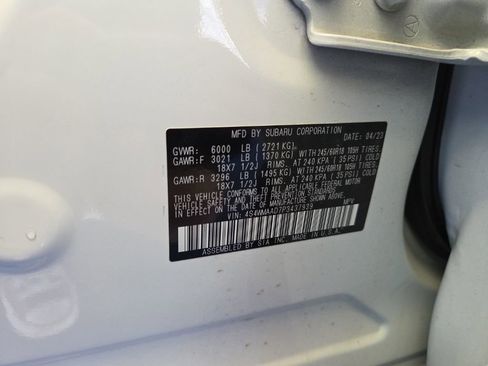 MFD BY SUBARU CORPORATION DATE: 04/23
GVWR: 6000 LB ( 2721 KG)
GAWR:F 3021 LB ( 1370 KG) WITH 245/60R18 105H TIRES,
18X7 1/2J RIMS, AT 240 KPA ( 35 PSI) COLD
GAWR:R 3296 LB ( 1495 KG) WITH 245/60R18 105H TIRES,
18X7 1/2J RIMS, AT 240 KPA ( 35 PSI) COLD
THIS VEHICLE CONFORMS TO ALL APPLICABLE FEDERAL MOTOR
VEHICLE SAFETY AND THEFT PREVENTION STANDARDS
IN EFFECT ON THE DATE OF MANUFACTURE SHOWN ABOVE.
VIN: 4S4WMAAD7P3437939 MPV
ASSEMBLED BY SIA INC. IN U.S.A.